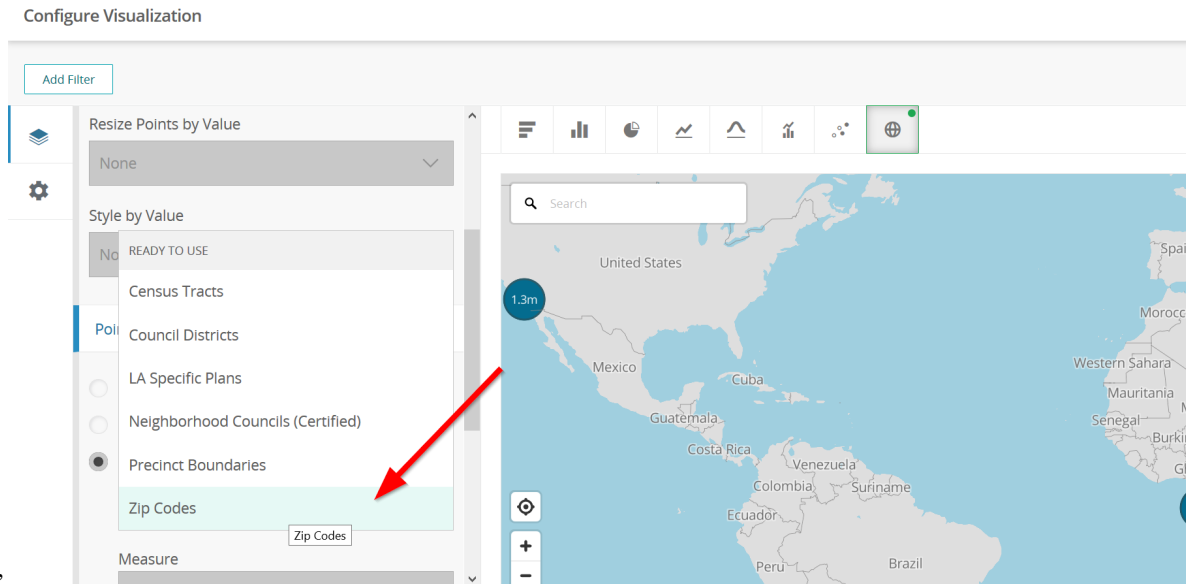 Configure Visualization
Add Filter
Resize Points by Value
None
Style by Value
No
READY TO USE
Census Tracts
Council Districts
LA Specific Plans
Neighborhood Councils (Certified)
Precinct Boundaries
Zip Codes
Zip Codes
Poi
Measure
Search
United States
1.3m
Mexico
Cuba
Guatemala
Costa Rica
Venezuela
Colombia
Suriname
Ecuador
Peru
Brazil
Spai
Morocc
Western Sahara
Mauritania
Senegal
Burki
,